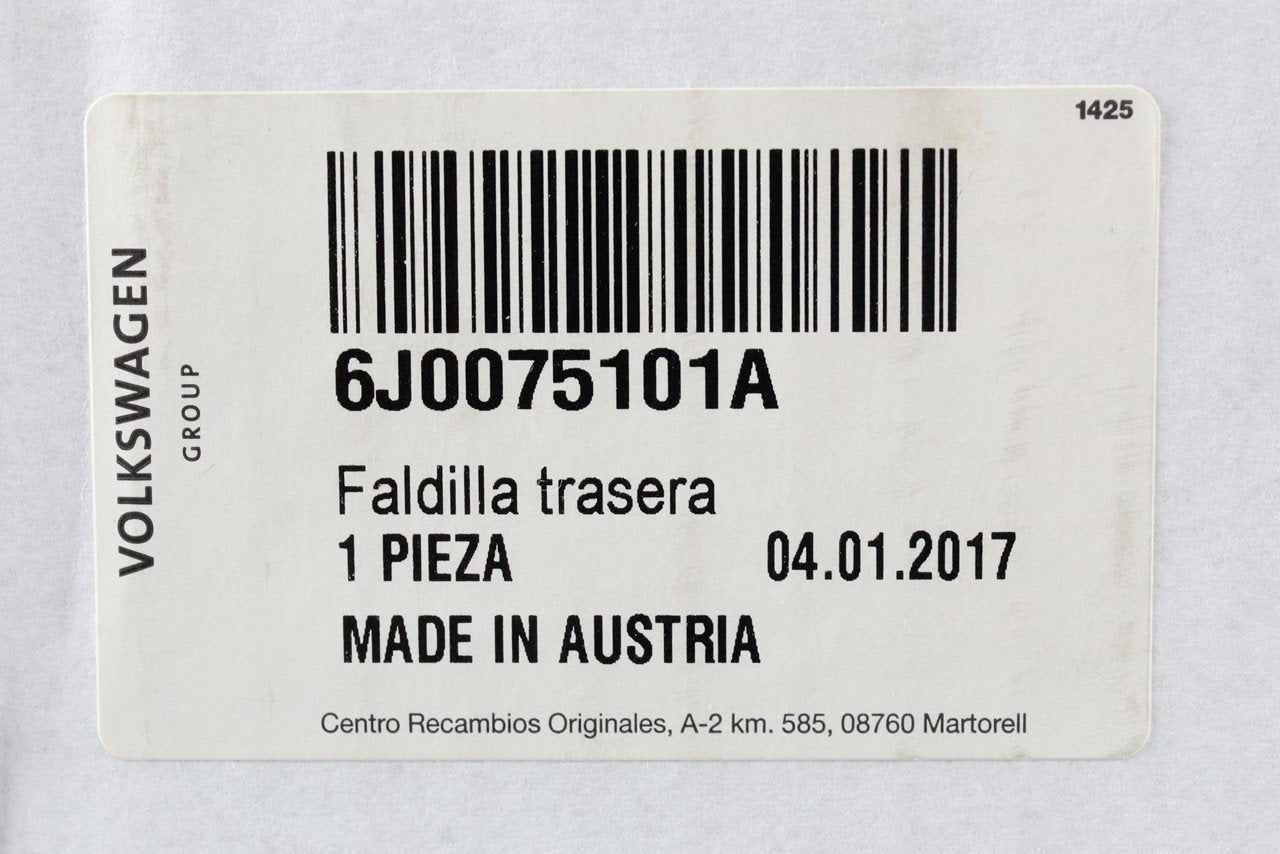 1425
VOLKSWAGEN
GROUP
6J0075101A
Faldilla trasera
1 PIEZA 04.01.2017
MADE IN AUSTRIA
Centro Recambios Originales, A-2 km. 585, 08760 Martorell